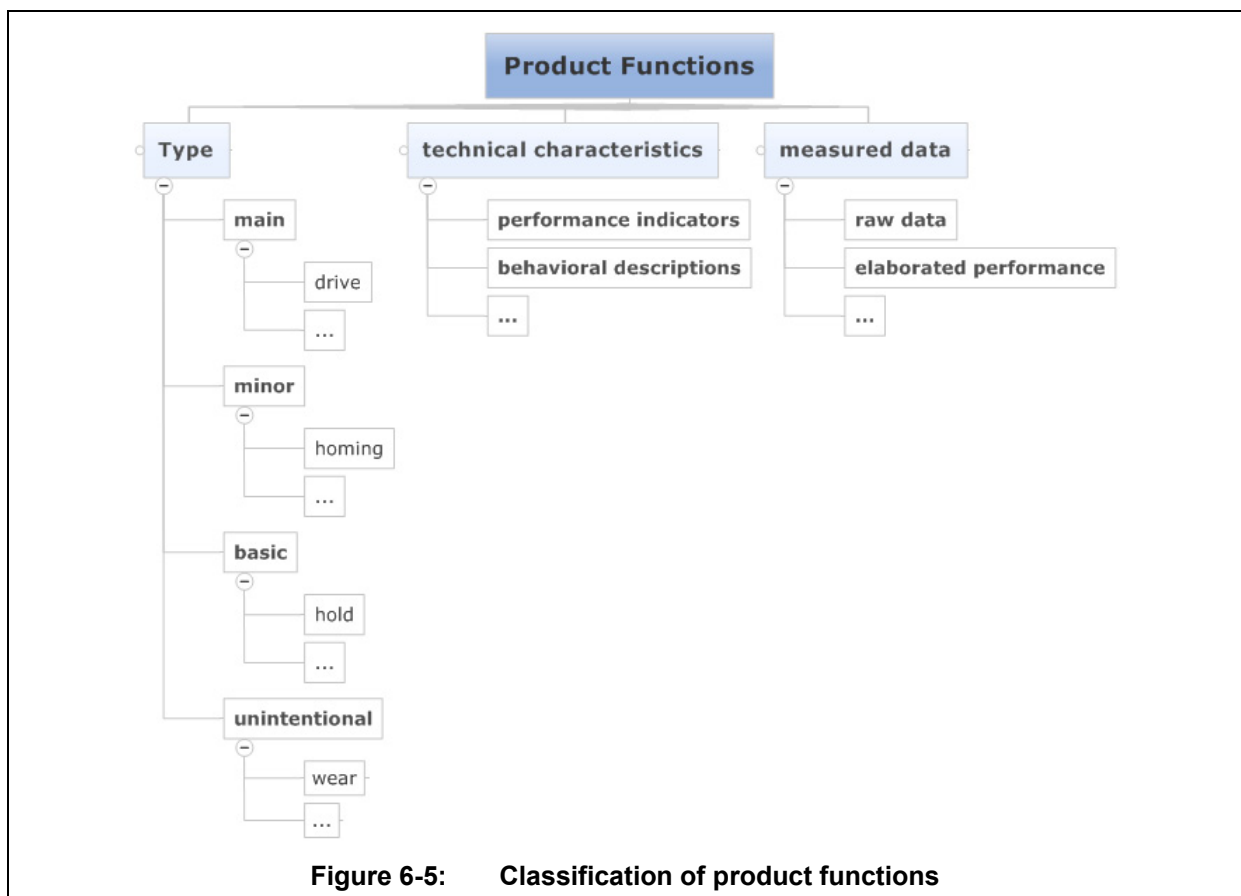 Product Functions
Type
main
drive
...
minor
homing
...
basic
hold
...
unintentional
wear
...
technical characteristics
performance indicators
behavioral descriptions
...
measured data
raw data
elaborated performance
...
Figure 6-5: Classification of product functions